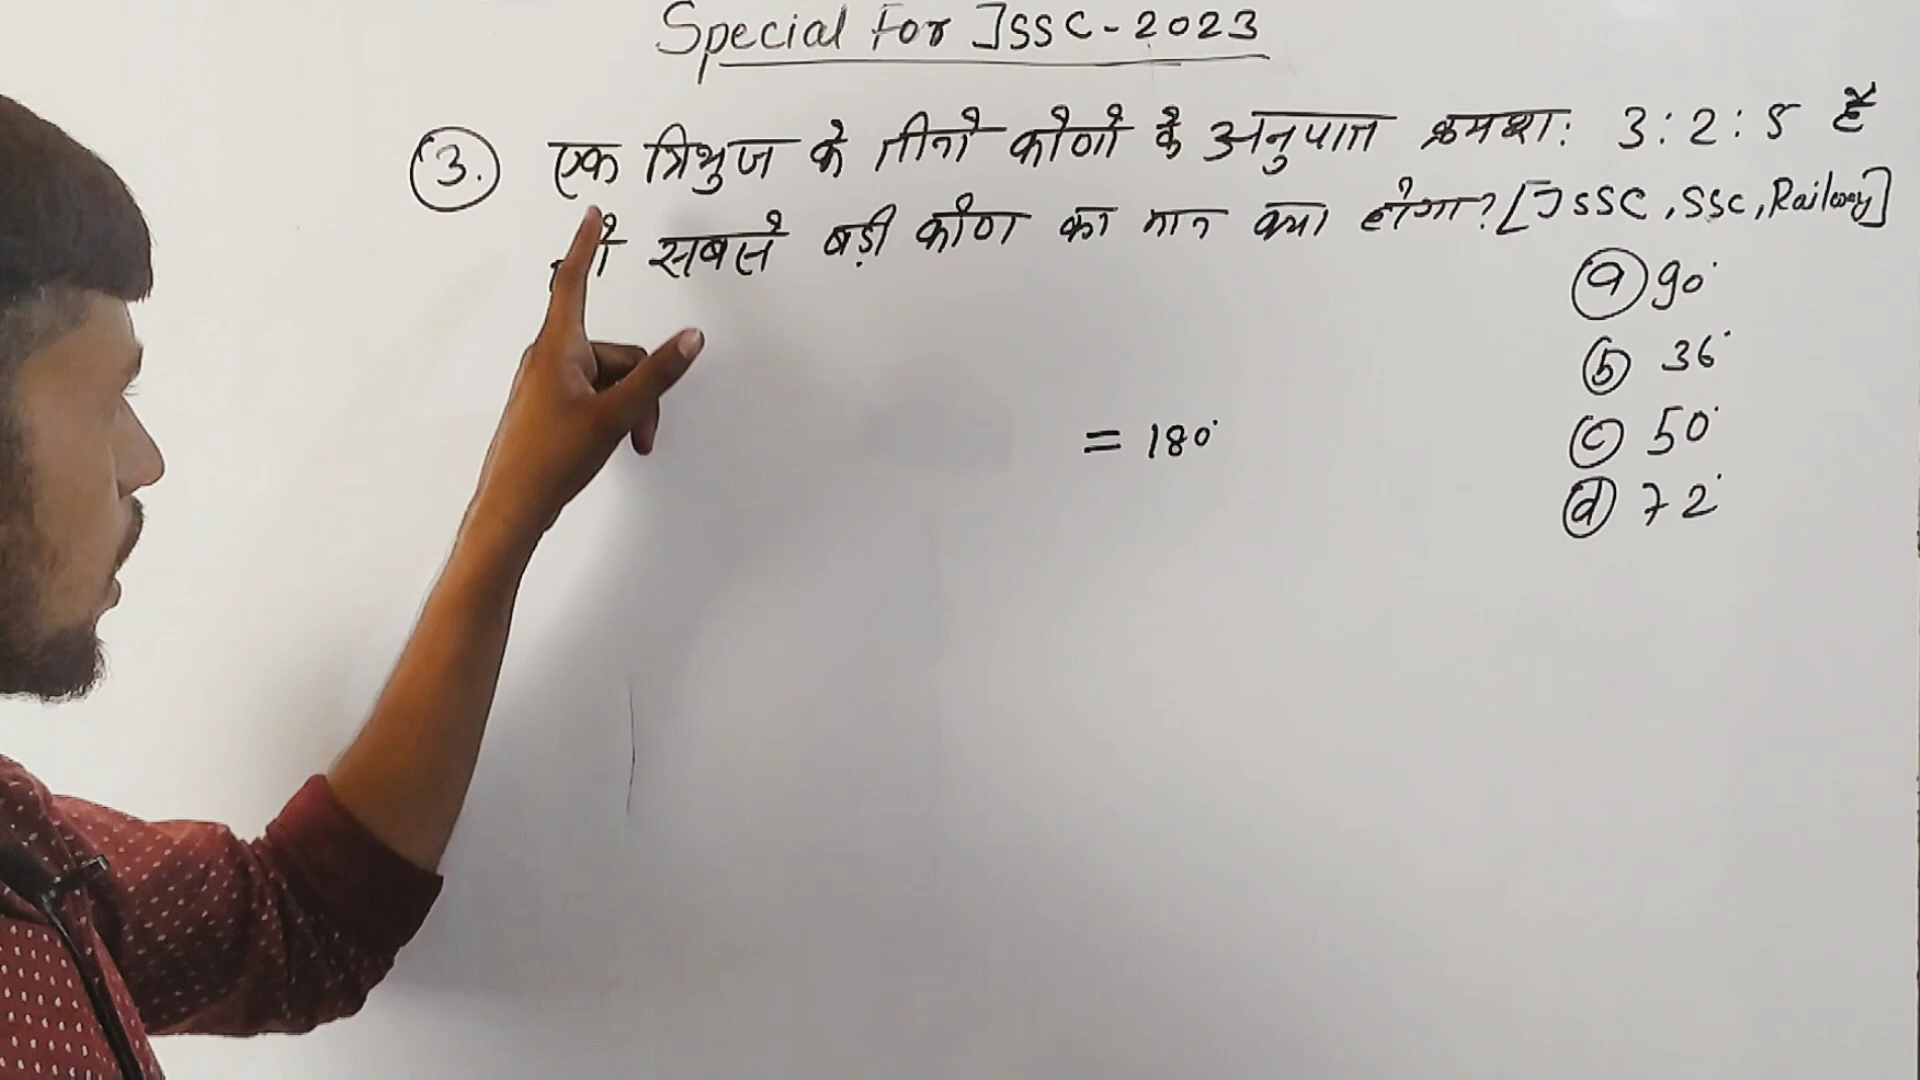 Special For JSSC-2023
3. एक त्रिभुज के तीनो कोणो के अनुपात क्रमशः 3:2:5 है
तो सबसे बड़ी कोण का मान क्या होगा? [JSSC, SSC, Railway]
a 90°
b 36°
= 180°
c 50°
d 72°